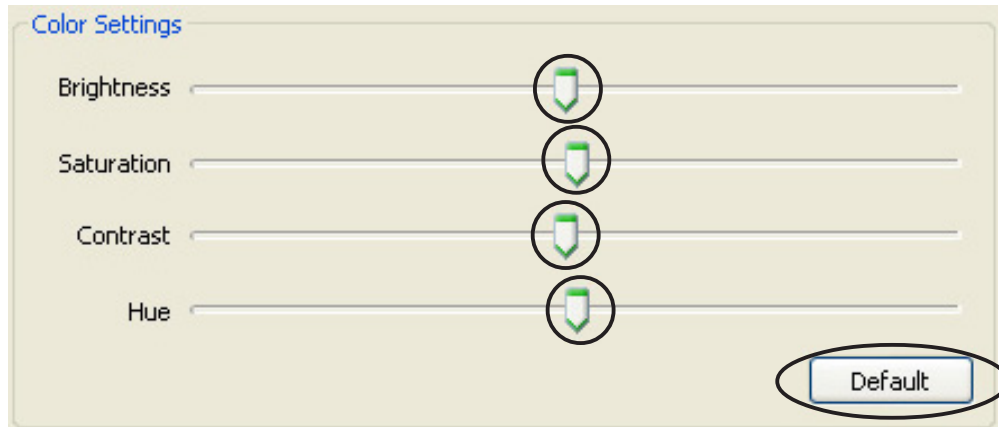 Color Settings
Brightness
Saturation
Contrast
Hue
Default